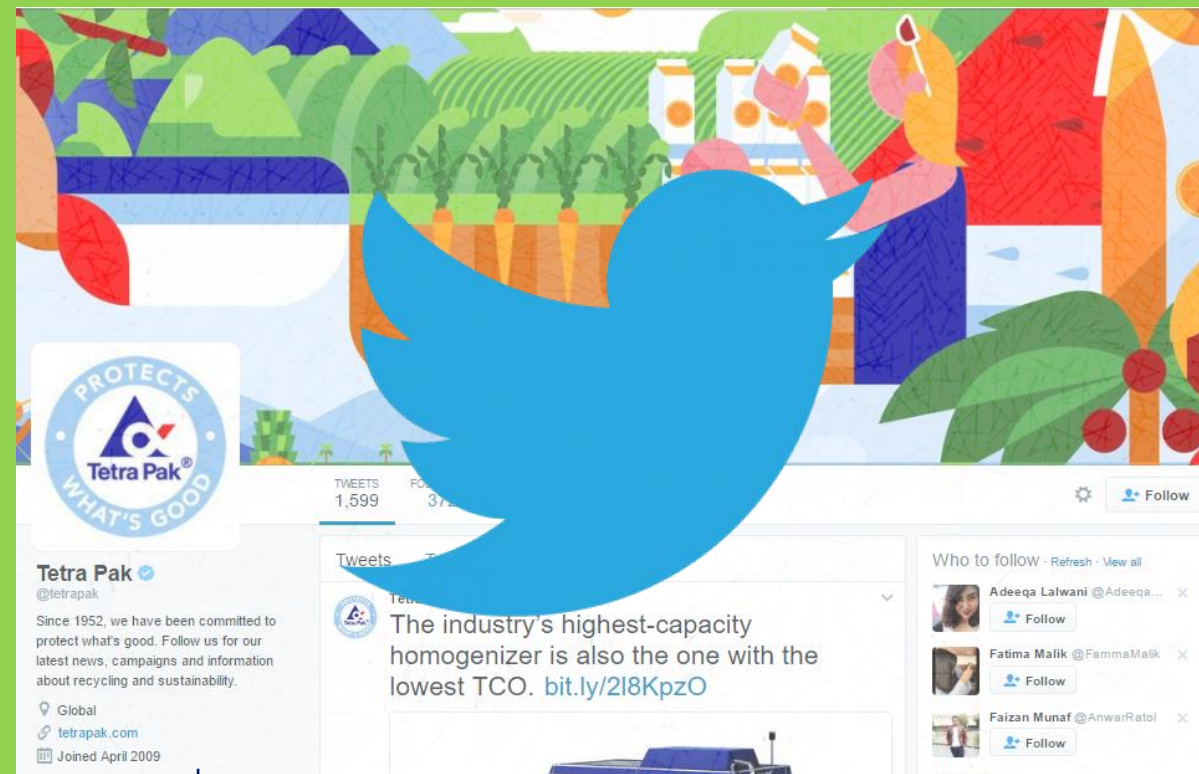 PROTECTS
Tetra Pak®
WHAT'S GOOD
TWEETS
1,599
Follow
Tetra Pak
@tetrapak
Since 1952, we have been committed to
protect what's good. Follow us for our
latest news, campaigns and information
about recycling and sustainability.
Global
tetrapak.com
Joined April 2009
Tweets
The industry's highest-capacity
homogenizer is also the one with the
lowest TCO. bit.ly/2l8KpzO
Who to follow · Refresh · View all
Adeeqa Lalwani @Adeeqa...
Follow
Fatima Malik @FammaMalik
Follow
Faizan Munaf @AnwarRatol
Follow